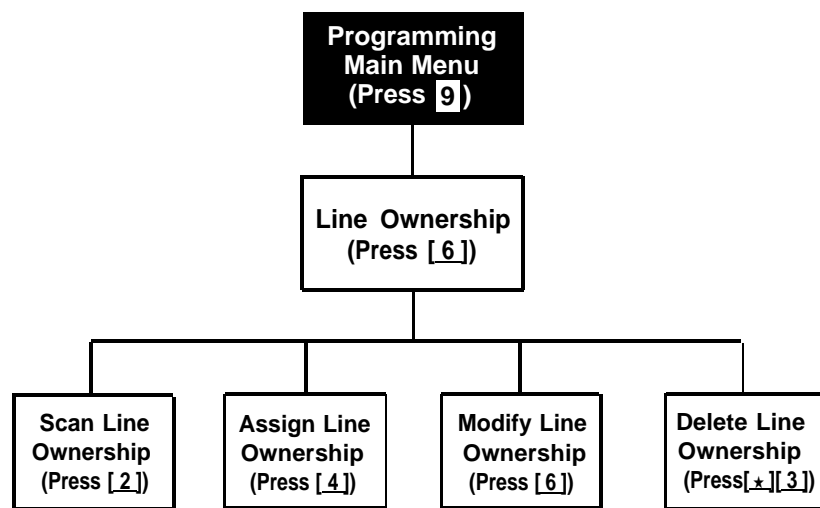 Programming
Main Menu
(Press 9)
Line Ownership
(Press [6])
Scan Line
Ownership
(Press [2])
Assign Line
Ownership
(Press [4])
Modify Line
Ownership
(Press [6])
Delete Line
Ownership
(Press[★][3])